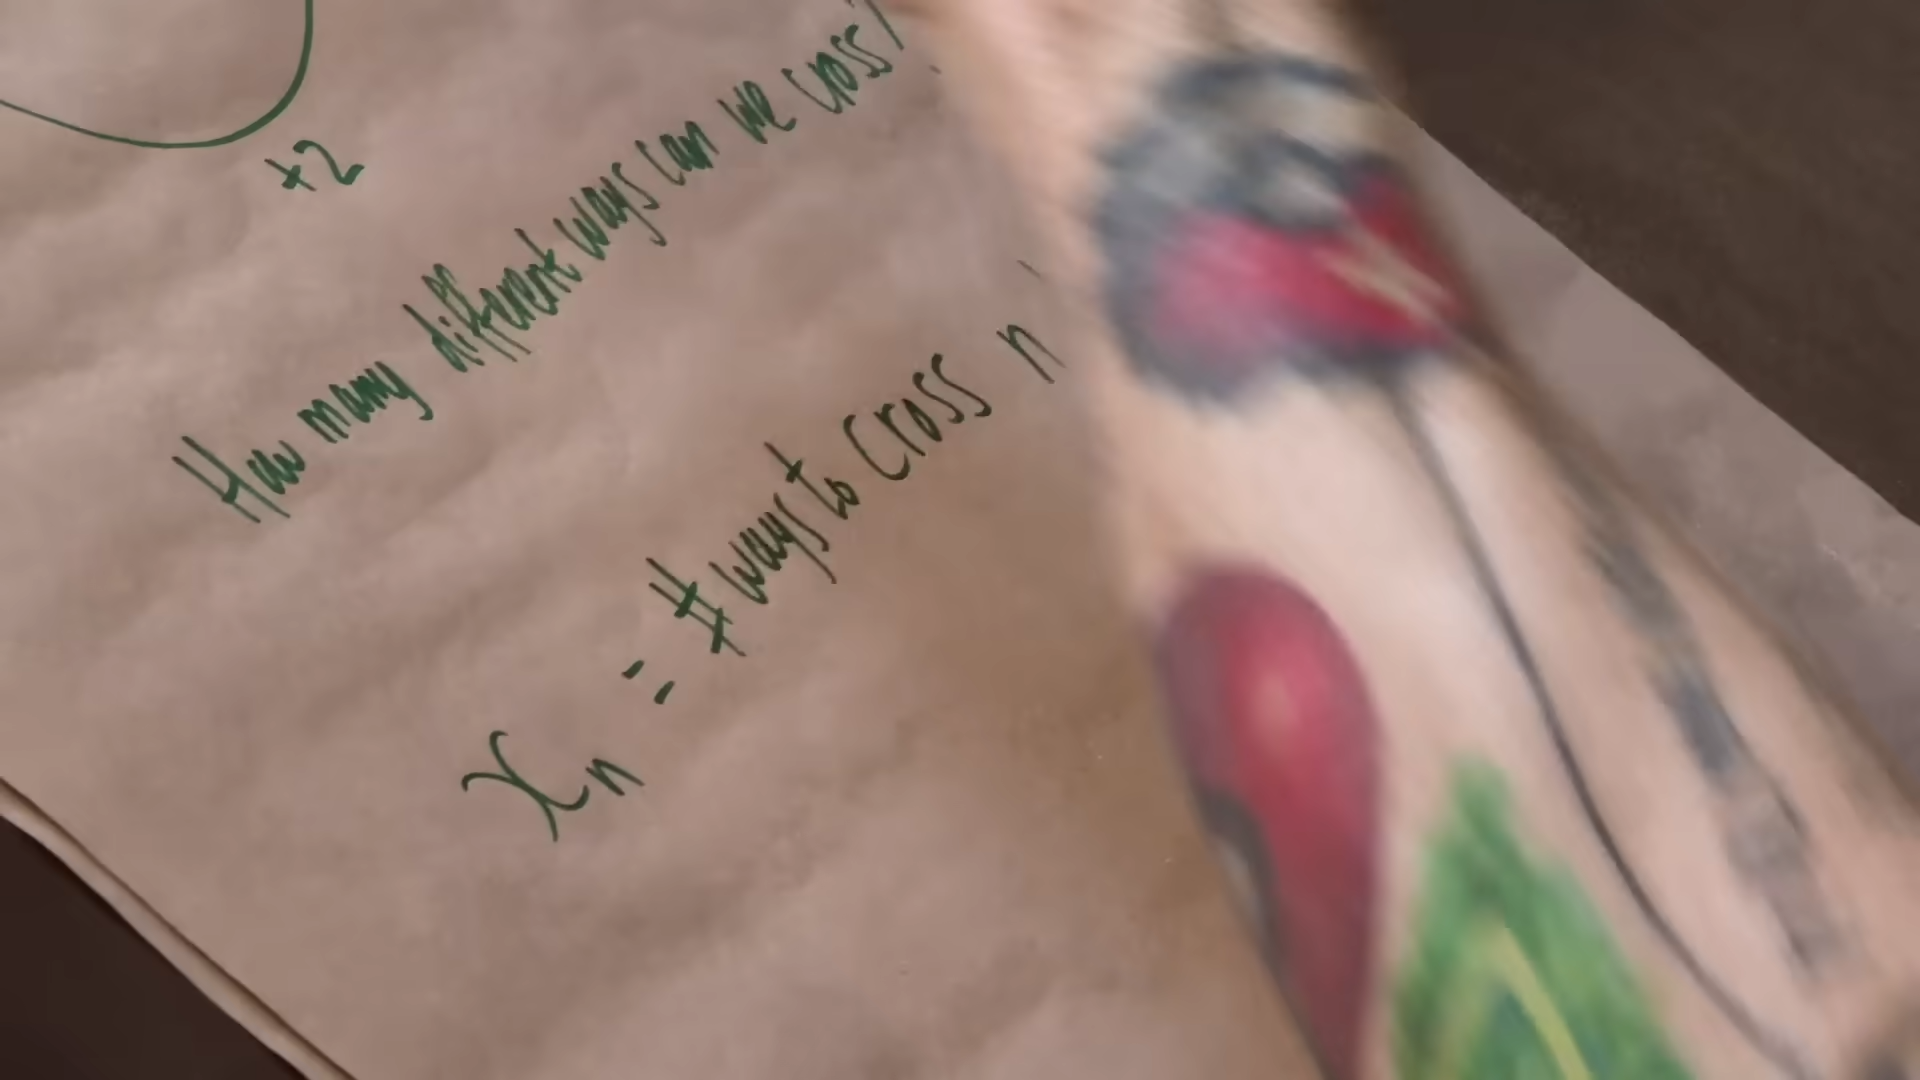 +2
How many different ways can we cross?
Xn = # ways to cross n